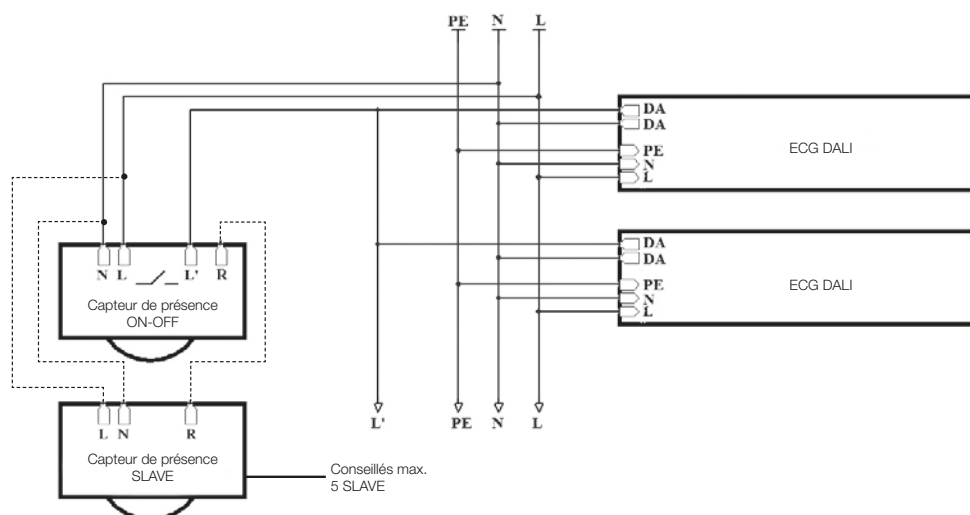 PE N L
DA
DA
PE
N
L
ECG DALI
DA
DA
PE
N
L
ECG DALI
N L L' R
Capteur de présence
ON-OFF
L' PE N L
L N R
Capteur de présence
SLAVE
Conseillés max.
5 SLAVE